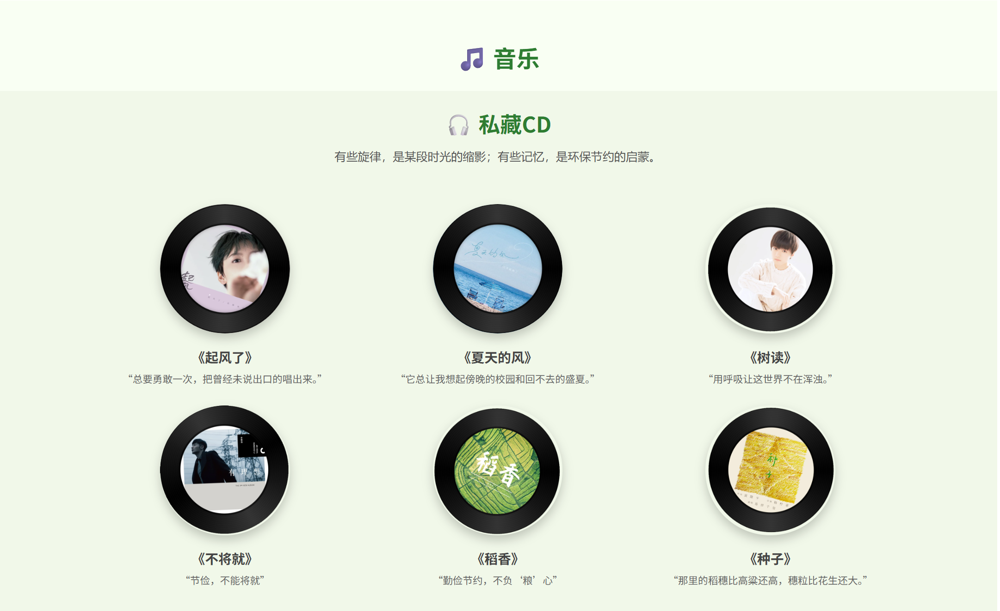 音乐
私藏CD
有些旋律，是某段时光的缩影；有些记忆，是环保节约的启蒙。
起风
夏天的风
《起风了》
《夏天的风》
《树读》
“总要勇敢一次，把曾经未说出口的唱出来。”
“它总让我想起傍晚的校园和回不去的盛夏。”
“用呼吸让这世界不在浑浊。”
有理想
THE 3RD NEW ALBUM
稻香
种子
《不将就》
《稻香》
《种子》
“节俭，不能将就”
“勤俭节约，不负‘粮’心”
“那里的稻穗比高粱还高，穗粒比花生还大。”